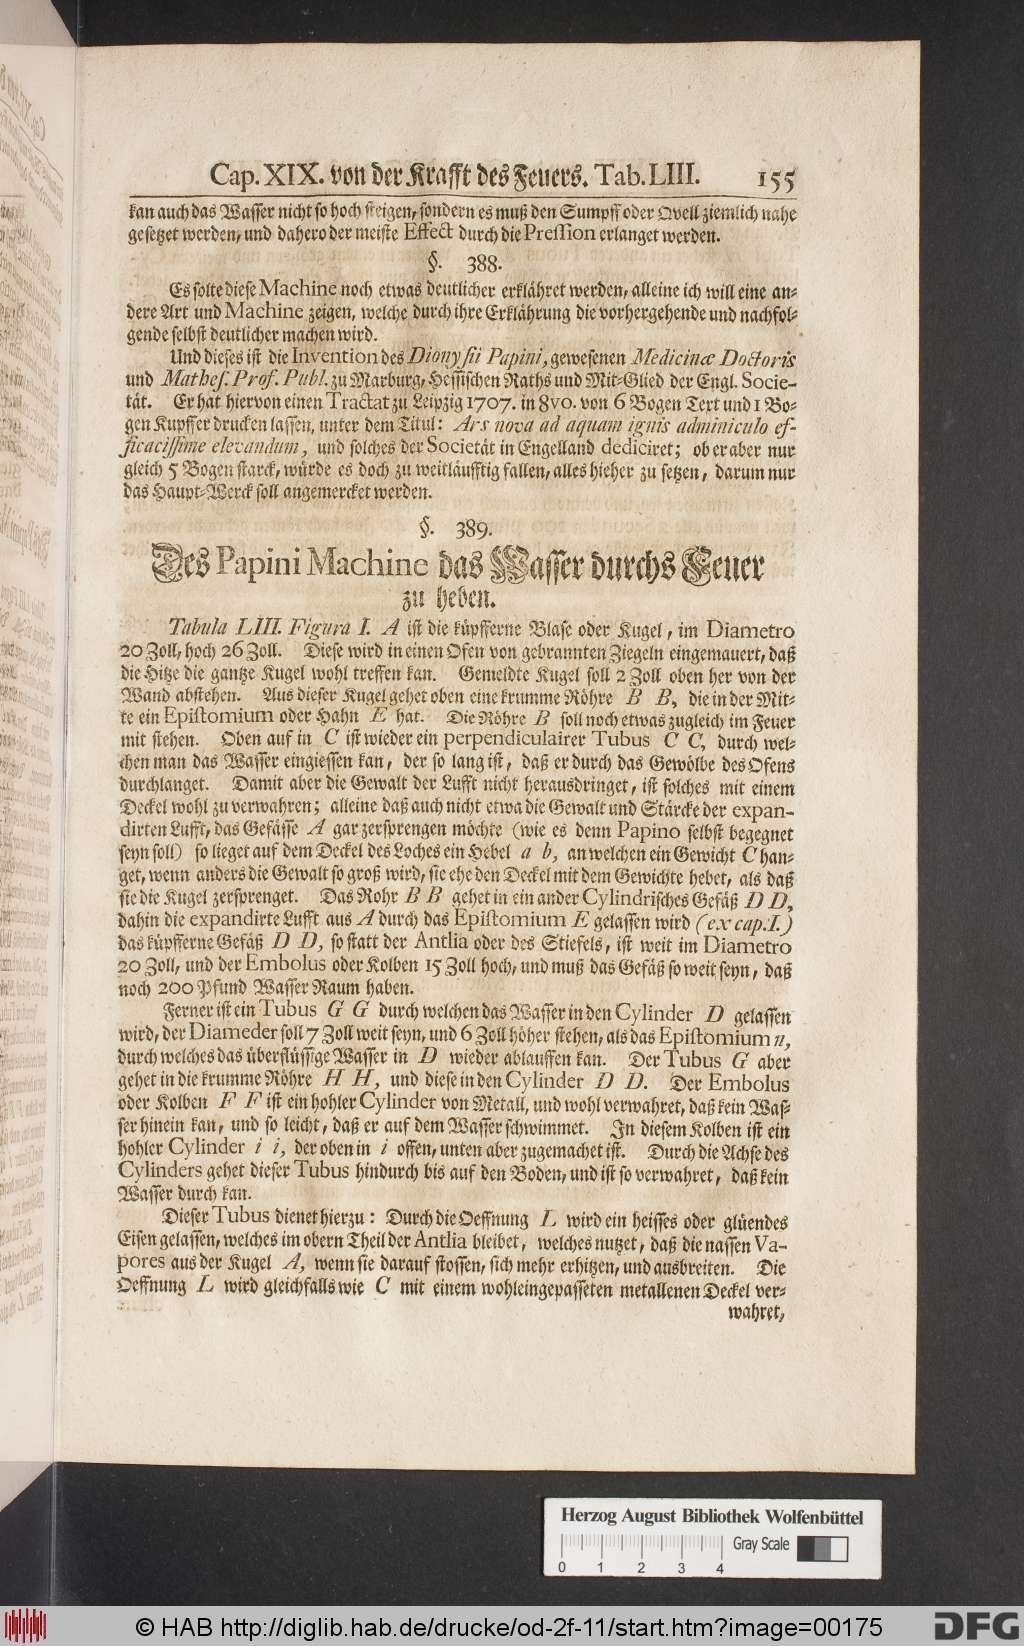 Cap. XIX. von der Krafft des Feuers. Tab. LIII. 155
kan auch das Wasser nicht so hoch steigen, sondern es muß den Sumpff oder Qvell ziemlich nahe
gesetzet werden, und dahero der meiste Effect durch die Pression erlanget werden.
§. 388.
Es solte diese Machine noch etwas deutlicher erklähret werden, alleine ich will eine an-
dere Art und Machine zeigen, welche durch ihre Erklährung die vorhergehende und nachfol-
gende selbst deutlicher machen wird.
Und dieses ist die Invention des Dionysii Papini, gewesenen Medicinæ Doctoris
und Mathes. Prof. Publ. zu Marburg, Hessischen Raths und Mit-Glied der Engl. Socie-
tät. Er hat hiervon einen Tractat zu Leipzig 1707. in 8vo. von 6 Bogen Text und 1 Bo-
gen Kupffer drucken lassen, unter dem Titul: Ars nova ad aquam ignis adminiculo ef-
ficacissime elevandum, und solches der Societät in Engelland dediciret; ob er aber nur
gleich 5 Bogen starck, würde es doch zu weitläufftig fallen, alles hieher zu setzen, darum nur
das Haupt-Werck soll angemercket werden.
§. 389.
Des Papini Machine das Wasser durchs Feuer
zu heben.
Tabula LIII. Figura I. A ist die küpfferne Blase oder Kugel, im Diametro
20 Zoll, hoch 26 Zoll. Diese wird in einen Ofen von gebrannten Ziegeln eingemauert, daß
die Hitze die gantze Kugel wohl treffen kan. Gemeldte Kugel soll 2 Zoll oben her von der
Wand abstehen. Aus dieser Kugel gehet oben eine krumme Röhre B B, die in der Mit-
te ein Epistomium oder Hahn E hat. Die Röhre B soll noch etwas zugleich im Feuer
mit stehen. Oben auf in C ist wieder ein perpendiculairer Tubus C C, durch wel-
chen man das Wasser eingiessen kan, der so lang ist, daß er durch das Gewölbe des Ofens
durchlanget. Damit aber die Gewalt der Lufft nicht herausdringet, ist solches mit einem
Deckel wohl zu verwahren; alleine daß auch nicht etwa die Gewalt und Stärcke der expan-
dirten Lufft, das Gefässe A gar zersprengen möchte (wie es denn Papino selbst begegnet
seyn soll) so lieget auf dem Deckel des Loches ein Hebel a b, an welchen ein Gewicht C han-
get, wenn anders die Gewalt so groß wird, sie ehe den Deckel mit dem Gewichte hebet, als daß
sie die Kugel zersprenget. Das Rohr B B gehet in ein ander Cylindrisches Gefäß D D,
dahin die expandirte Lufft aus A durch das Epistomium E gelassen wird (ex cap. I.)
das küpfferne Gefäß D D, so statt der Antlia oder des Stiefels, ist weit im Diametro
20 Zoll, und der Embolus oder Kolben 15 Zoll hoch, und muß das Gefäß so weit seyn, daß
noch 200 Pfund Wasser Raum haben.
Ferner ist ein Tubus G G durch welchen das Wasser in den Cylinder D gelassen
wird, der Diameder soll 7 Zoll weit seyn, und 6 Zoll höher stehen, als das Epistomium n,
durch welches das überflüssige Wasser in D wieder ablauffen kan. Der Tubus G aber
gehet in die krumme Röhre H H, und diese in den Cylinder D D. Der Embolus
oder Kolben F F ist ein hohler Cylinder von Metall, und wohl verwahret, daß kein Was-
ser hinein kan, und so leicht, daß er auf dem Wasser schwimmet. In diesem Kolben ist ein
hohler Cylinder i i, der oben in i offen, unten aber zugemachet ist. Durch die Achse des
Cylinders gehet dieser Tubus hindurch bis auf den Boden, und ist so verwahret, daß kein
Wasser durch kan.
Dieser Tubus dienet hierzu: Durch die Oeffnung L wird ein heisses oder glüendes
Eisen gelassen, welches im obern Theil der Antlia bleibet, welches nutzet, daß die nassen Va-
pores aus der Kugel A, wenn sie darauf stossen, sich mehr erhitzen, und ausbreiten. Die
Oeffnung L wird gleichfalls wie C mit einem wohleingepasseten metallenen Deckel ver-
wahret,
Herzog August Bibliothek Wolfenbüttel
Gray Scale
0 1 2 3 4
© HAB http://diglib.hab.de/drucke/od-2f-11/start.htm?image=00175
DFG